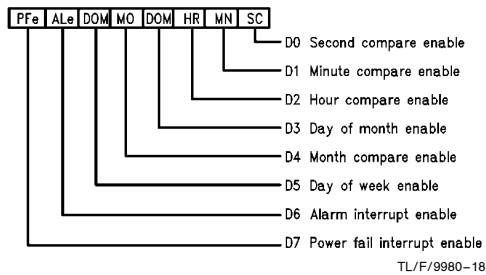 PFe ALe DOM MO DOM HR MN SC
D0 Second compare enable
D1 Minute compare enable
D2 Hour compare enable
D3 Day of month enable
D4 Month compare enable
D5 Day of week enable
D6 Alarm interrupt enable
D7 Power fail interrupt enable
TL/F/9980–18